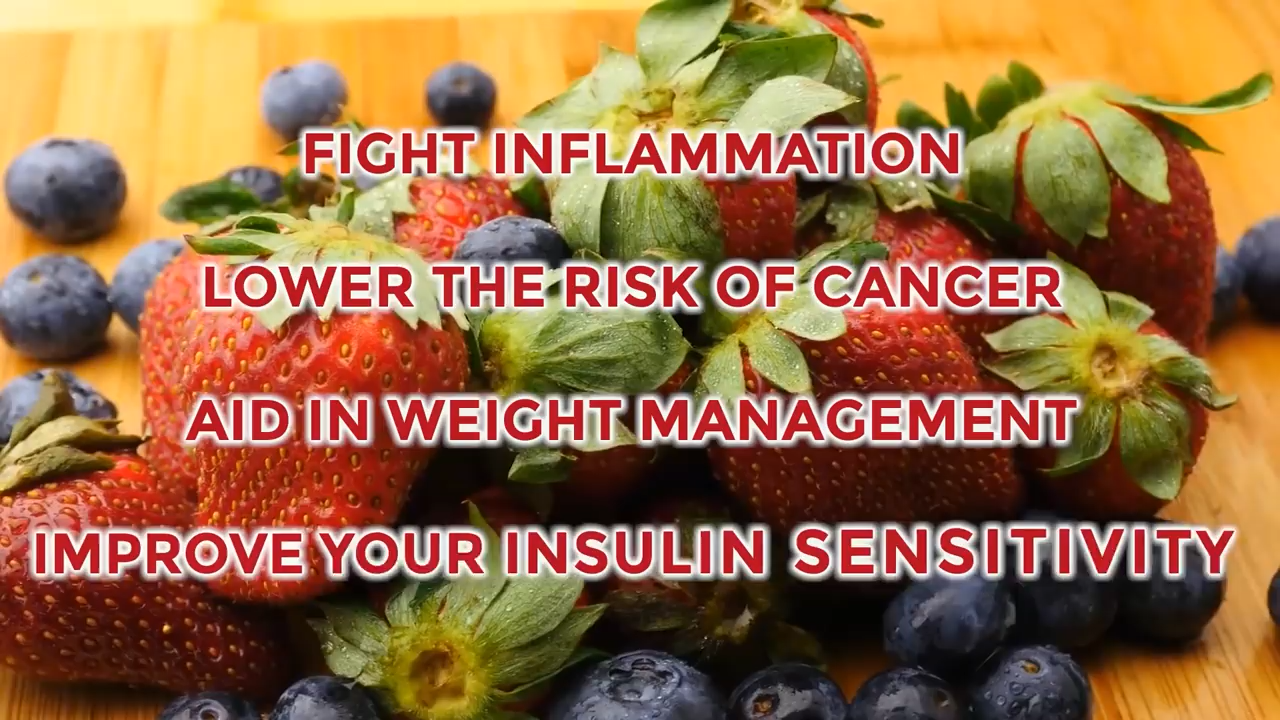 FIGHT INFLAMMATION
LOWER THE RISK OF CANCER
AID IN WEIGHT MANAGEMENT
IMPROVE YOUR INSULIN SENSITIVITY